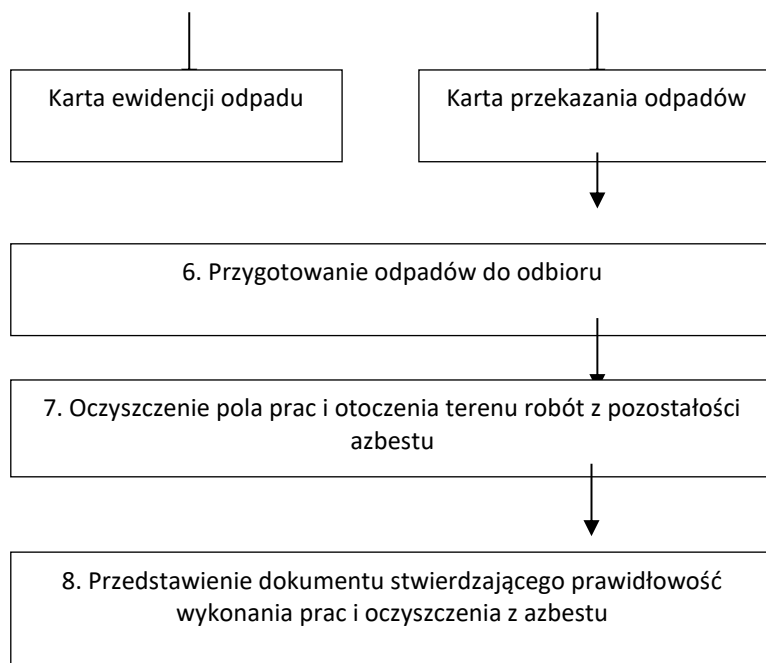 Karta ewidencji odpadu
Karta przekazania odpadów
6. Przygotowanie odpadów do odbioru
7. Oczyszczenie pola prac i otoczenia terenu robót z pozostałości
azbestu
8. Przedstawienie dokumentu stwierdzającego prawidłowość
wykonania prac i oczyszczenia z azbestu